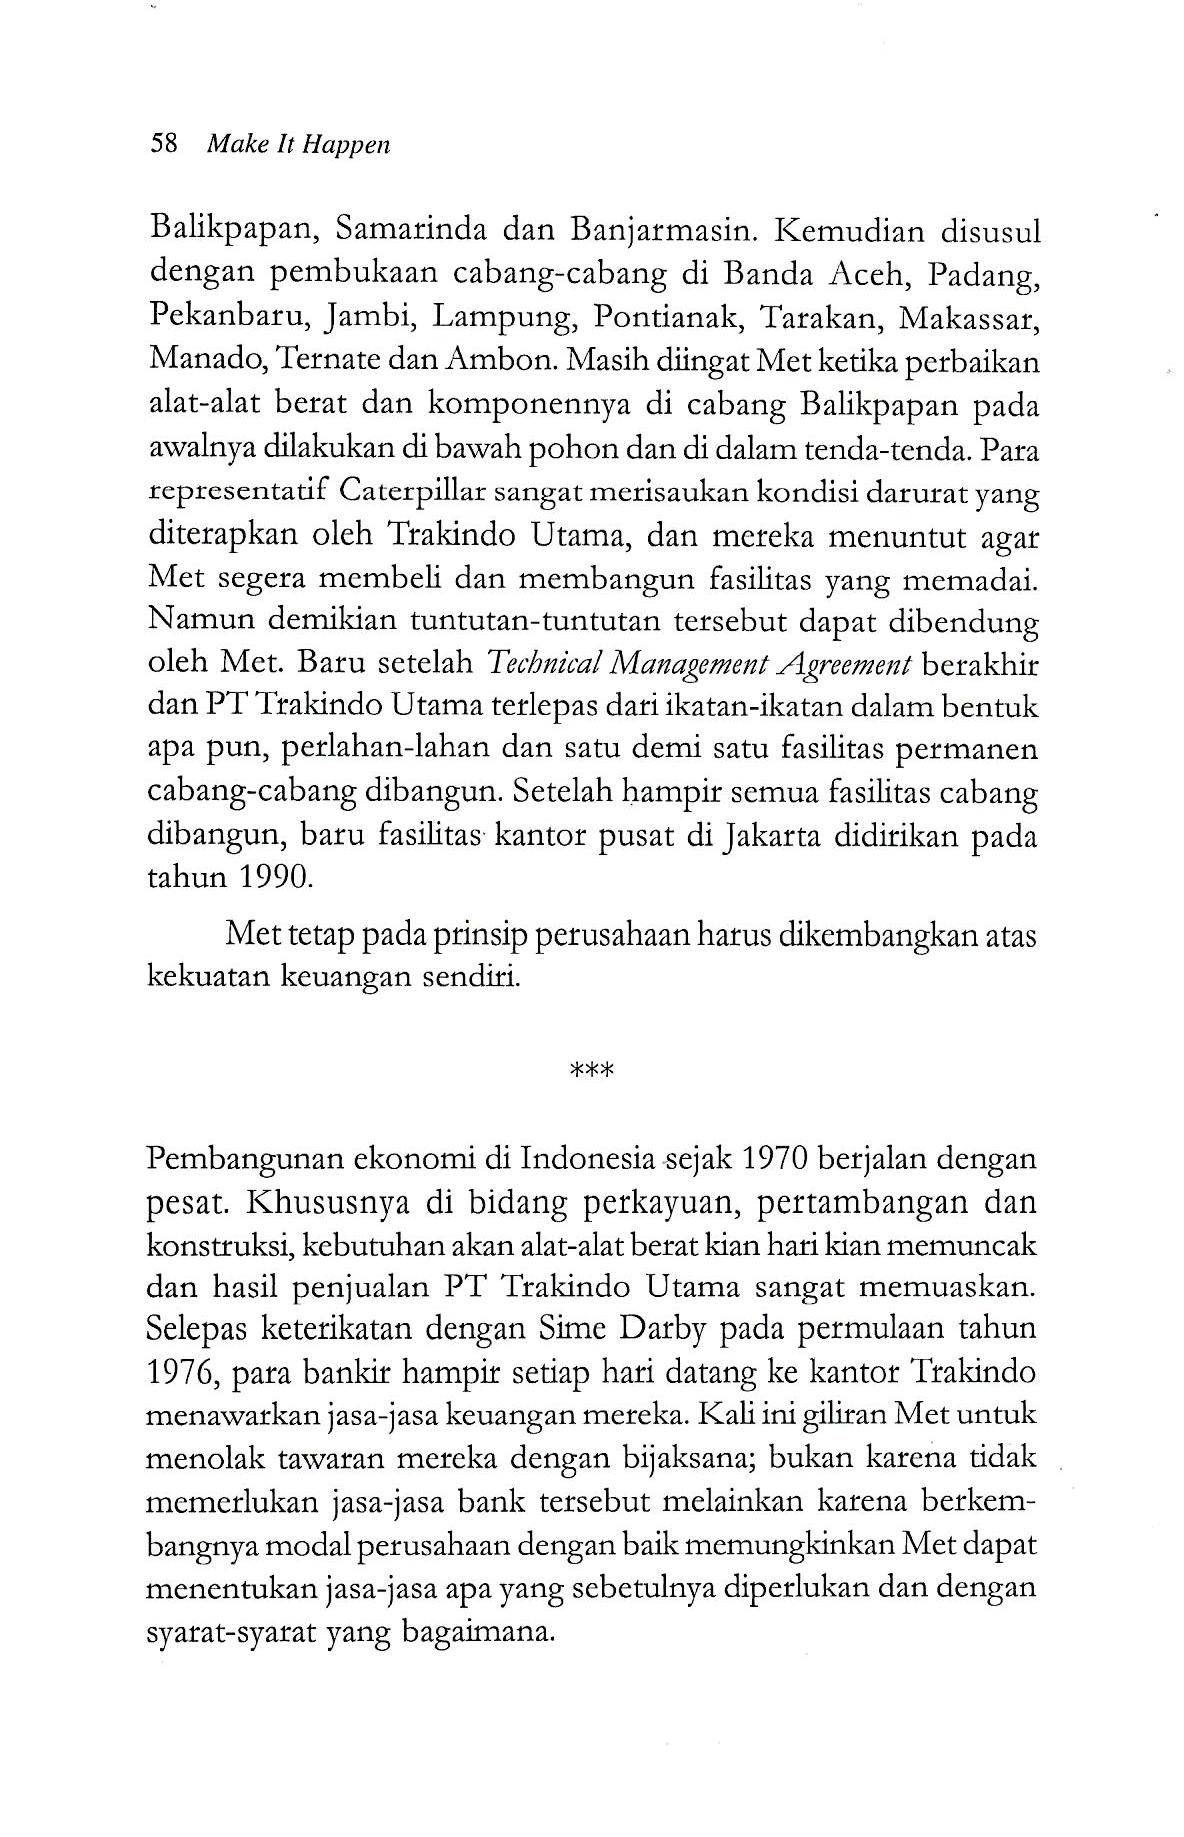 58 Make It Happen
Balikpapan, Samarinda dan Banjarmasin. Kemudian disusul
dengan pembukaan cabang-cabang di Banda Aceh, Padang,
Pekanbaru, Jambi, Lampung, Pontianak, Tarakan, Makassar,
Manado, Ternate dan Ambon. Masih diingat Met ketika perbaikan
alat-alat berat dan komponennya di cabang Balikpapan pada
awalnya dilakukan di bawah pohon dan di dalam tenda-tenda. Para
representatif Caterpillar sangat merisaukan kondisi darurat yang
diterapkan oleh Trakindo Utama, dan mereka menuntut agar
Met segera membeli dan membangun fasilitas yang memadai.
Namun demikian tuntutan-tuntutan tersebut dapat dibendung
oleh Met. Baru setelah Technical Management Agreement berakhir
dan PT Trakindo Utama terlepas dari ikatan-ikatan dalam bentuk
apa pun, perlahan-lahan dan satu demi satu fasilitas permanen
cabang-cabang dibangun. Setelah hampir semua fasilitas cabang
dibangun, baru fasilitas kantor pusat di Jakarta didirikan pada
tahun 1990.
Met tetap pada prinsip perusahaan harus dikembangkan atas
kekuatan keuangan sendiri.
***
Pembangunan ekonomi di Indonesia sejak 1970 berjalan dengan
pesat. Khususnya di bidang perkayuan, pertambangan dan
konstruksi, kebutuhan akan alat-alat berat kian hari kian memuncak
dan hasil penjualan PT Trakindo Utama sangat memuaskan.
Selepas keterikatan dengan Sime Darby pada permulaan tahun
1976, para bankir hampir setiap hari datang ke kantor Trakindo
menawarkan jasa-jasa keuangan mereka. Kali ini giliran Met untuk
menolak tawaran mereka dengan bijaksana; bukan karena tidak
memerlukan jasa-jasa bank tersebut melainkan karena berkem-
bangnya modal perusahaan dengan baik memungkinkan Met dapat
menentukan jasa-jasa apa yang sebetulnya diperlukan dan dengan
syarat-syarat yang bagaimana.